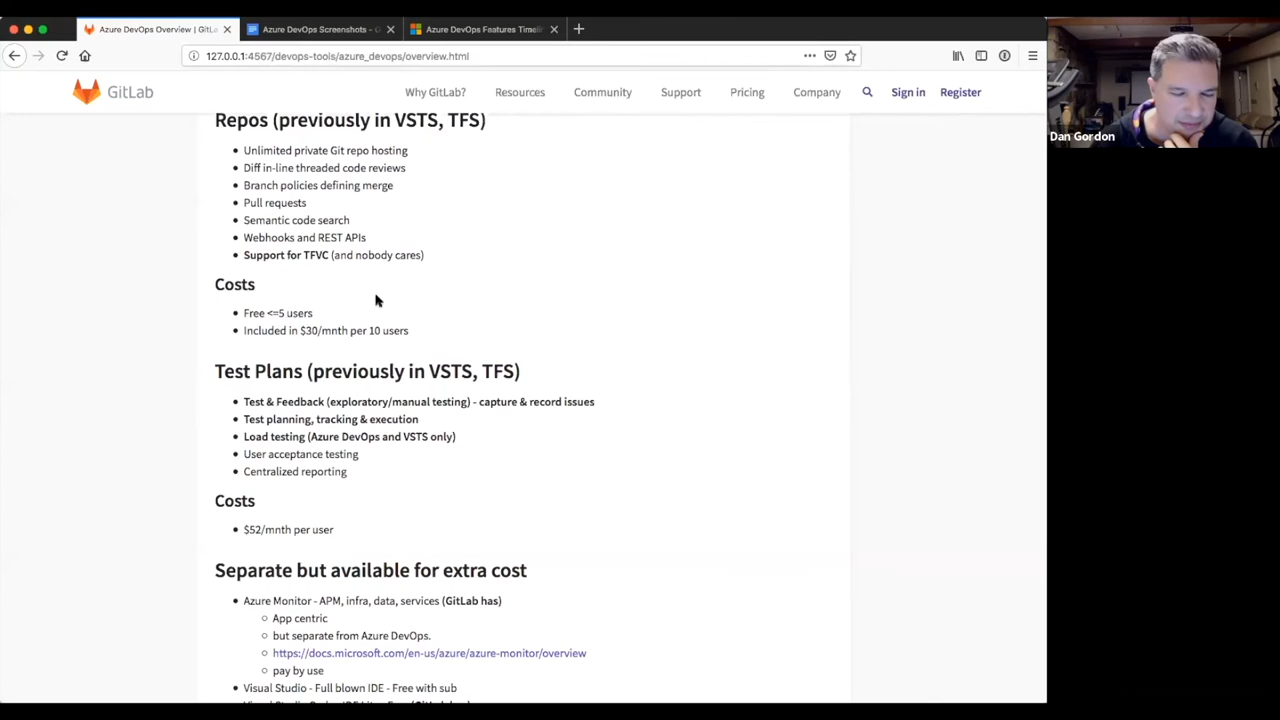 Azure DevOps Overview | GitLa
Azure DevOps Screenshots - G
Azure DevOps Features Timelin
127.0.0.1:4567/devops-tools/azure_devops/overview.html
GitLab
Why GitLab?
Resources
Community
Support
Pricing
Company
Sign in
Register
Dan Gordon
Repos (previously in VSTS, TFS)
Unlimited private Git repo hosting
Diff in-line threaded code reviews
Branch policies defining merge
Pull requests
Semantic code search
Webhooks and REST APIs
Support for TFVC (and nobody cares)
Costs
Free <=5 users
Included in $30/mnth per 10 users
Test Plans (previously in VSTS, TFS)
Test & Feedback (exploratory/manual testing) - capture & record issues
Test planning, tracking & execution
Load testing (Azure DevOps and VSTS only)
User acceptance testing
Centralized reporting
Costs
$52/mnth per user
Separate but available for extra cost
Azure Monitor - APM, infra, data, services (GitLab has)
App centric
but separate from Azure DevOps.
https://docs.microsoft.com/en-us/azure/azure-monitor/overview
pay by use
Visual Studio - Full blown IDE - Free with sub